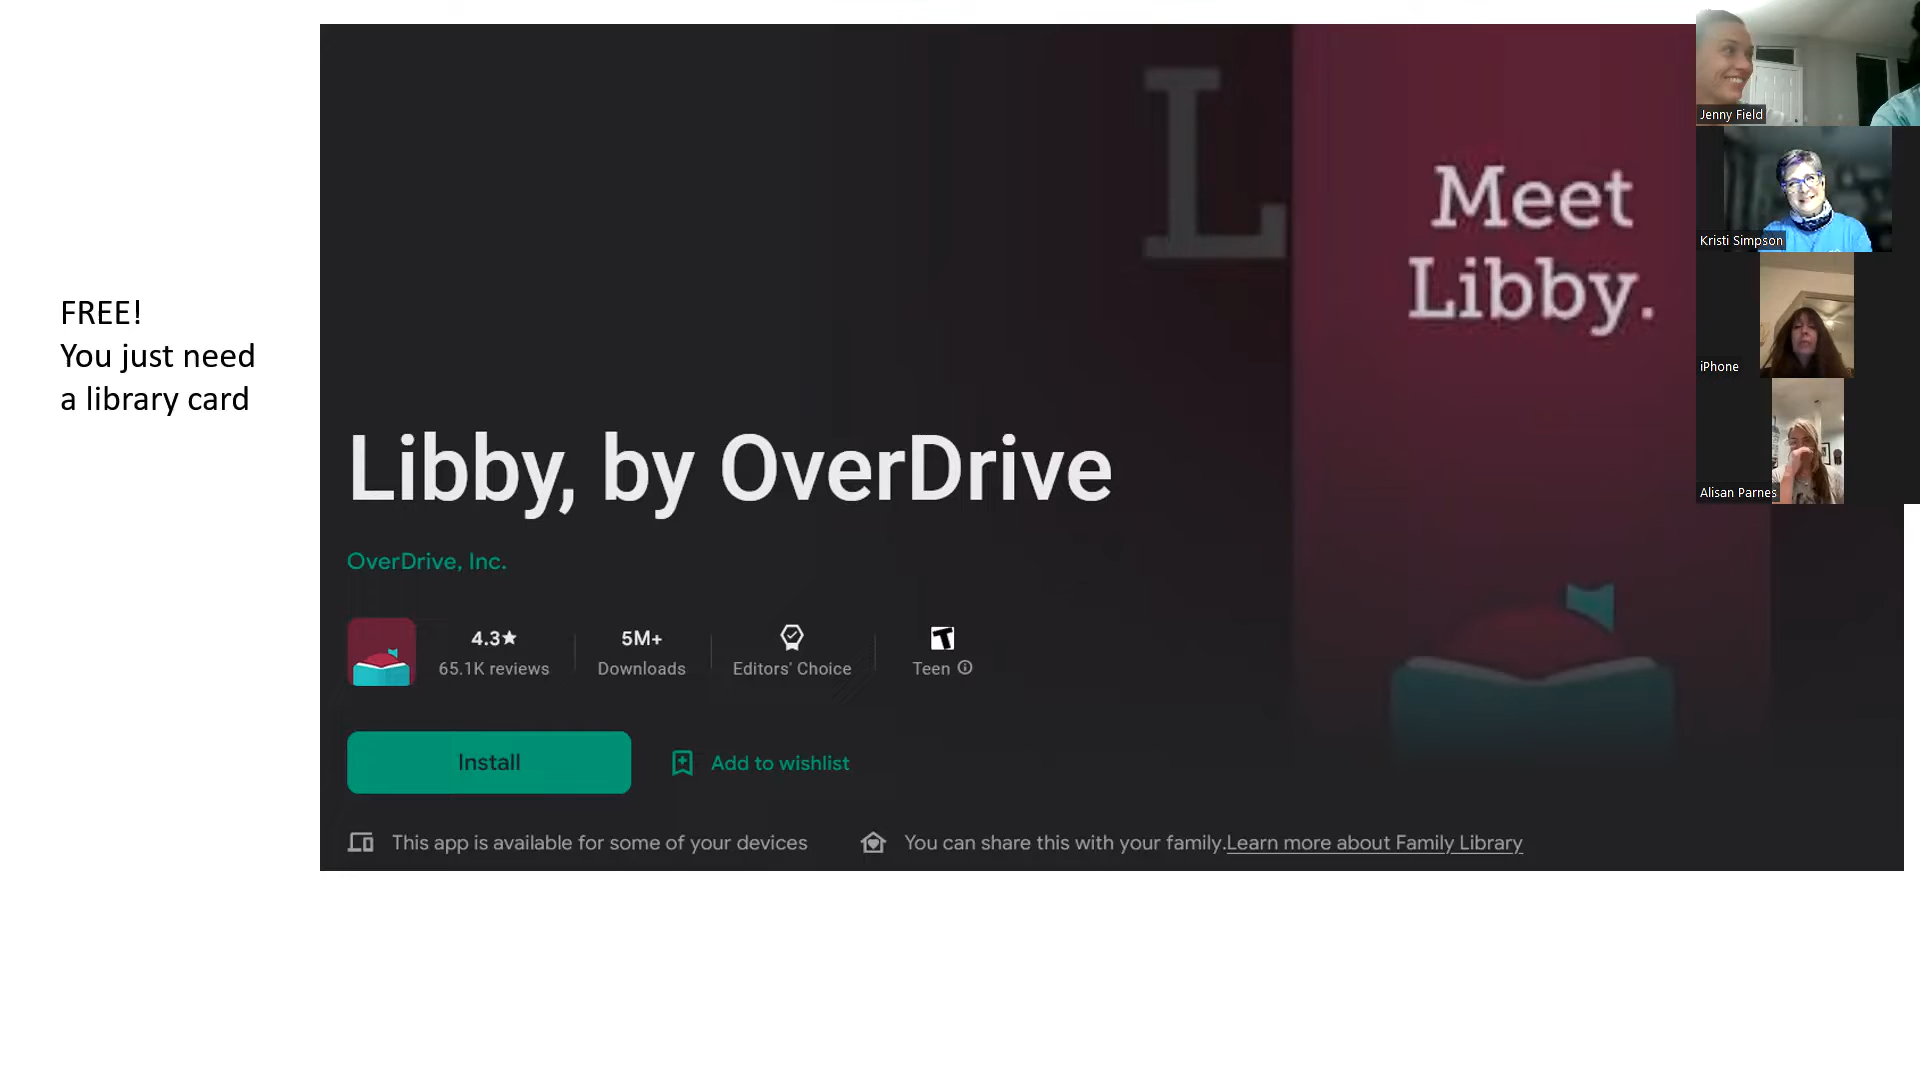 FREE!
You just need
a library card
L
Meet
Libby.
Libby, by OverDrive
OverDrive, Inc.
4.3★
65.1K reviews
5M+
Downloads
Editors' Choice
T
Teen
Install
Add to wishlist
This app is available for some of your devices
You can share this with your family.Learn more about Family Library
Jenny Field
Kristi Simpson
iPhone
Alisan Parnes